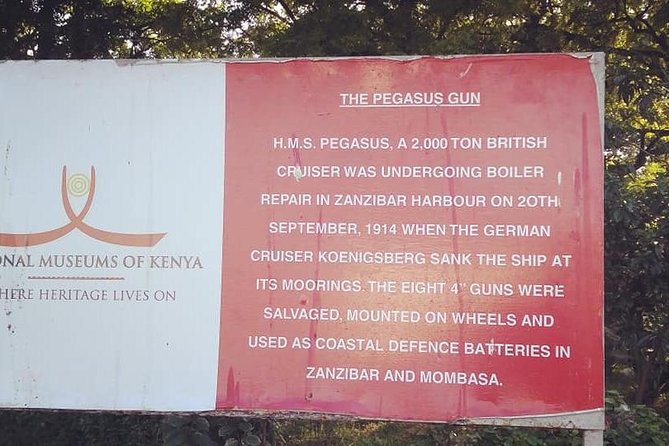 THE PEGASUS GUN
H.M.S. PEGASUS, A 2,000 TON BRITISH
CRUISER WAS UNDERGOING BOILER
REPAIR IN ZANZIBAR HARBOUR ON 2OTH
SEPTEMBER, 1914 WHEN THE GERMAN
CRUISER KOENIGSBERG SANK THE SHIP AT
ITS MOORINGS. THE EIGHT 4" GUNS WERE
SALVAGED, MOUNTED ON WHEELS AND
USED AS COASTAL DEFENCE BATTERIES IN
ZANZIBAR AND MOMBASA.
ONAL MUSEUMS OF KENYA
HERE HERITAGE LIVES ON